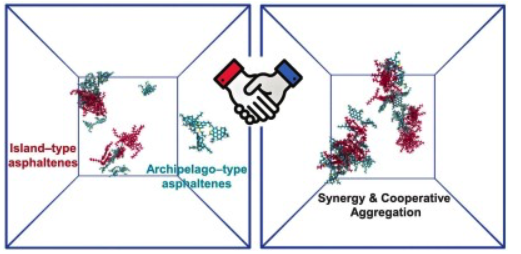 Island–type
asphaltenes
Archipelago–type
asphaltenes
Synergy & Cooperative
Aggregation